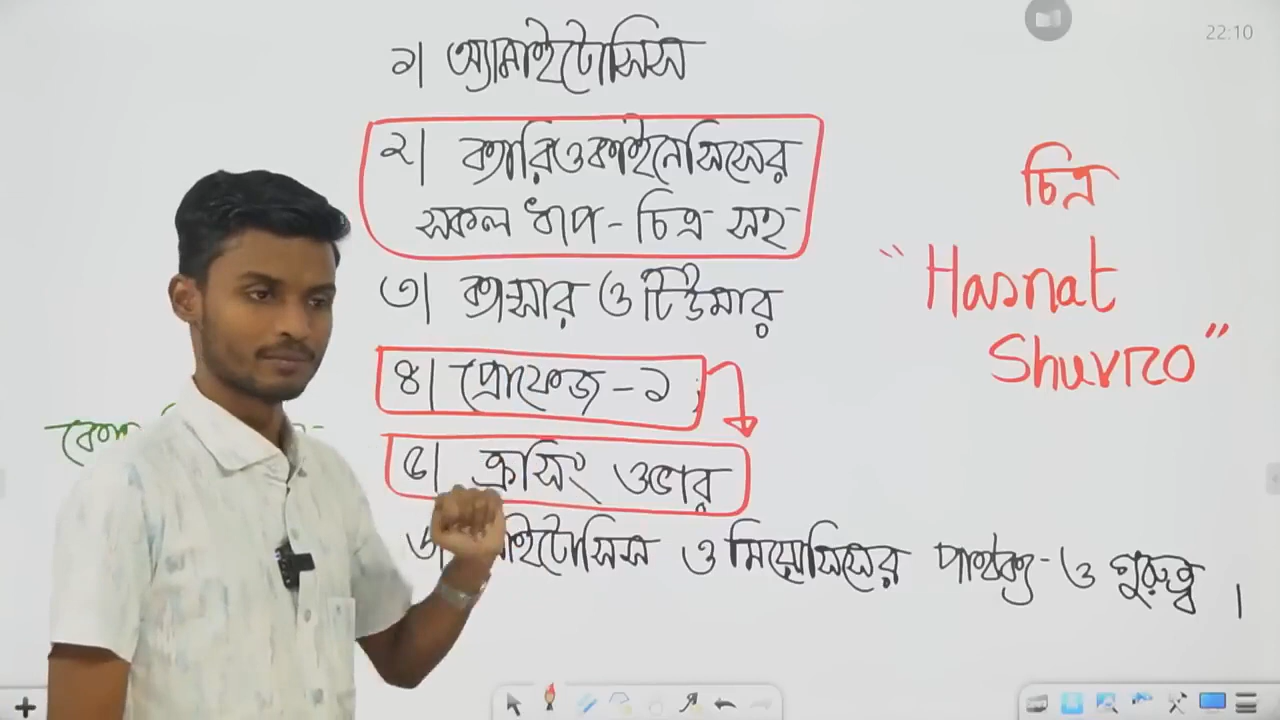 ১| অ্যামাইটোসিস
২| ক্যারিওকাইনেসিসের
সকল ধাপ - চিত্র সহ
৩| ক্যান্সার ও টিউমার
৪| প্রোফেজ - ১
৫| ক্রসিং ওভার
৬| মাইটোসিস ও মিয়োসিসের পার্থক্য ও গুরুত্ব ।
চিত্র
"Hasnat
Shuvro"
22:10